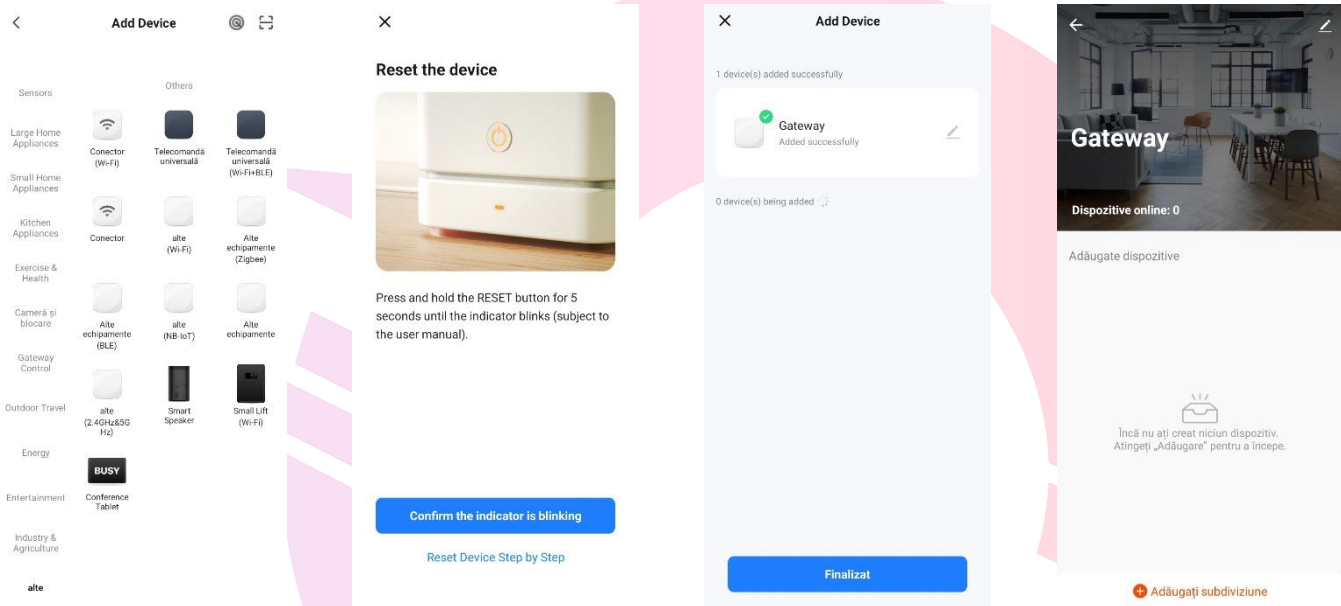 Add Device
Others
Sensors
Large Home
Appliances
Small Home
Appliances
Kitchen
Appliances
Exercise &
Health
Cameră și
blocare
Gateway
Control
Outdoor Travel
Energy
Entertainment
Industry &
Agriculture
alte
Conector
(Wi-Fi)
Telecomandă
universală
Telecomandă
universală
(Wi-Fi+BLE)
Conector
alte
(Wi-Fi)
Alte
echipamente
(Zigbee)
Alte
echipamente
(BLE)
alte
(NB-IoT)
Alte
echipamente
alte
(2.4GHz&5G
Hz)
Smart
Speaker
Small Lift
(Wi-Fi)
BUSY
Conference
Tablet
Reset the device
Press and hold the RESET button for 5
seconds until the indicator blinks (subject to
the user manual).
Confirm the indicator is blinking
Reset Device Step by Step
Add Device
1 device(s) added successfully
Gateway
Added successfully
0 device(s) being added
Finalizat
Gateway
Dispozitive online: 0
Adăugate dispozitive
Încă nu ați creat niciun dispozitiv.
Atingeți „Adăugare” pentru a începe.
Adăugați subdiviziune